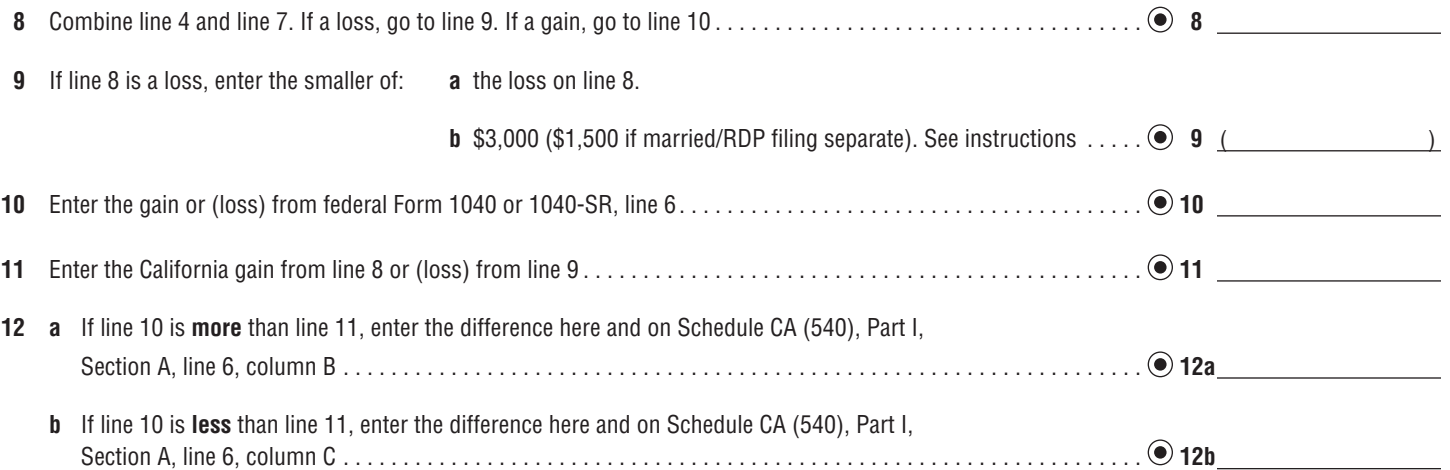 8 Combine line 4 and line 7. If a loss, go to line 9. If a gain, go to line 10 . . . . . . . . . . . . . . . . . . . . . . . . . . . . . . . . . . . . 8
9 If line 8 is a loss, enter the smaller of: a the loss on line 8.
b $3,000 ($1,500 if married/RDP filing separate). See instructions . . . . . 9 ( )
10 Enter the gain or (loss) from federal Form 1040 or 1040-SR, line 6 . . . . . . . . . . . . . . . . . . . . . . . . . . . . . . . . . . . . . . . 10
11 Enter the California gain from line 8 or (loss) from line 9 . . . . . . . . . . . . . . . . . . . . . . . . . . . . . . . . . . . . . . . . . . . . . . . 11
12 a If line 10 is more than line 11, enter the difference here and on Schedule CA (540), Part I,
Section A, line 6, column B . . . . . . . . . . . . . . . . . . . . . . . . . . . . . . . . . . . . . . . . . . . . . . . . . . . . . . . . . . . . . . . . . . . 12a
b If line 10 is less than line 11, enter the difference here and on Schedule CA (540), Part I,
Section A, line 6, column C . . . . . . . . . . . . . . . . . . . . . . . . . . . . . . . . . . . . . . . . . . . . . . . . . . . . . . . . . . . . . . . . . . . 12b